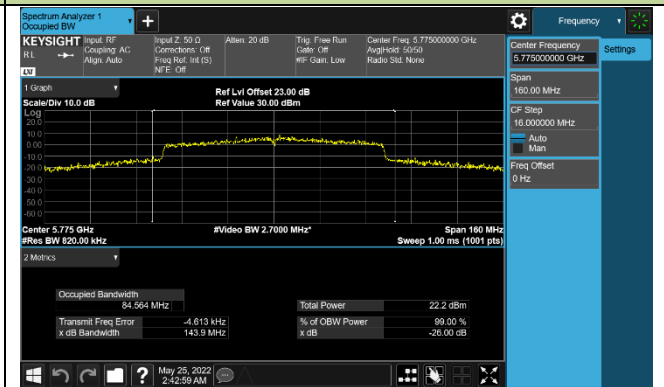 Spectrum Analyzer 1
Occupied BW
Frequency
KEYSIGHT
RL
LXI
Input: RF
Coupling: AC
Align: Auto
Input Z: 50 Ω
Corrections: Off
Freq Ref: Int (S)
NFE: Off
Atten: 20 dB
Trig: Free Run
Gate: Off
#IF Gain: Low
Center Freq: 5.775000000 GHz
Avg|Hold: 50/50
Radio Std: None
1 Graph
Scale/Div 10.0 dB
Ref Lvl Offset 23.00 dB
Ref Value 30.00 dBm
Log
20.0
10.0
0.00
-10.0
-20.0
-30.0
-40.0
-50.0
-60.0
Center 5.775 GHz
#Res BW 820.00 kHz
#Video BW 2.7000 MHz*
Span 160 MHz
Sweep 1.00 ms (1001 pts)
2 Metrics
Occupied Bandwidth
84.564 MHz
Transmit Freq Error -4.613 kHz
x dB Bandwidth 143.9 MHz
Total Power 22.2 dBm
% of OBW Power 99.00 %
x dB -26.00 dB
Center Frequency
5.775000000 GHz
Settings
Span
160.00 MHz
CF Step
16.000000 MHz
Auto
Man
Freq Offset
0 Hz
?
May 25, 2022
2:42:59 AM